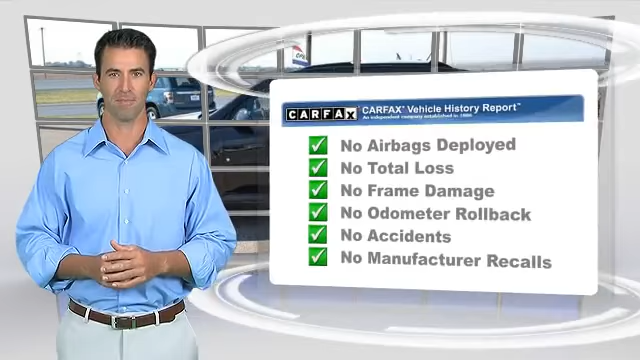 CARFAX CARFAX Vehicle History Report™
An independent company established in 1986
No Airbags Deployed
No Total Loss
No Frame Damage
No Odometer Rollback
No Accidents
No Manufacturer Recalls